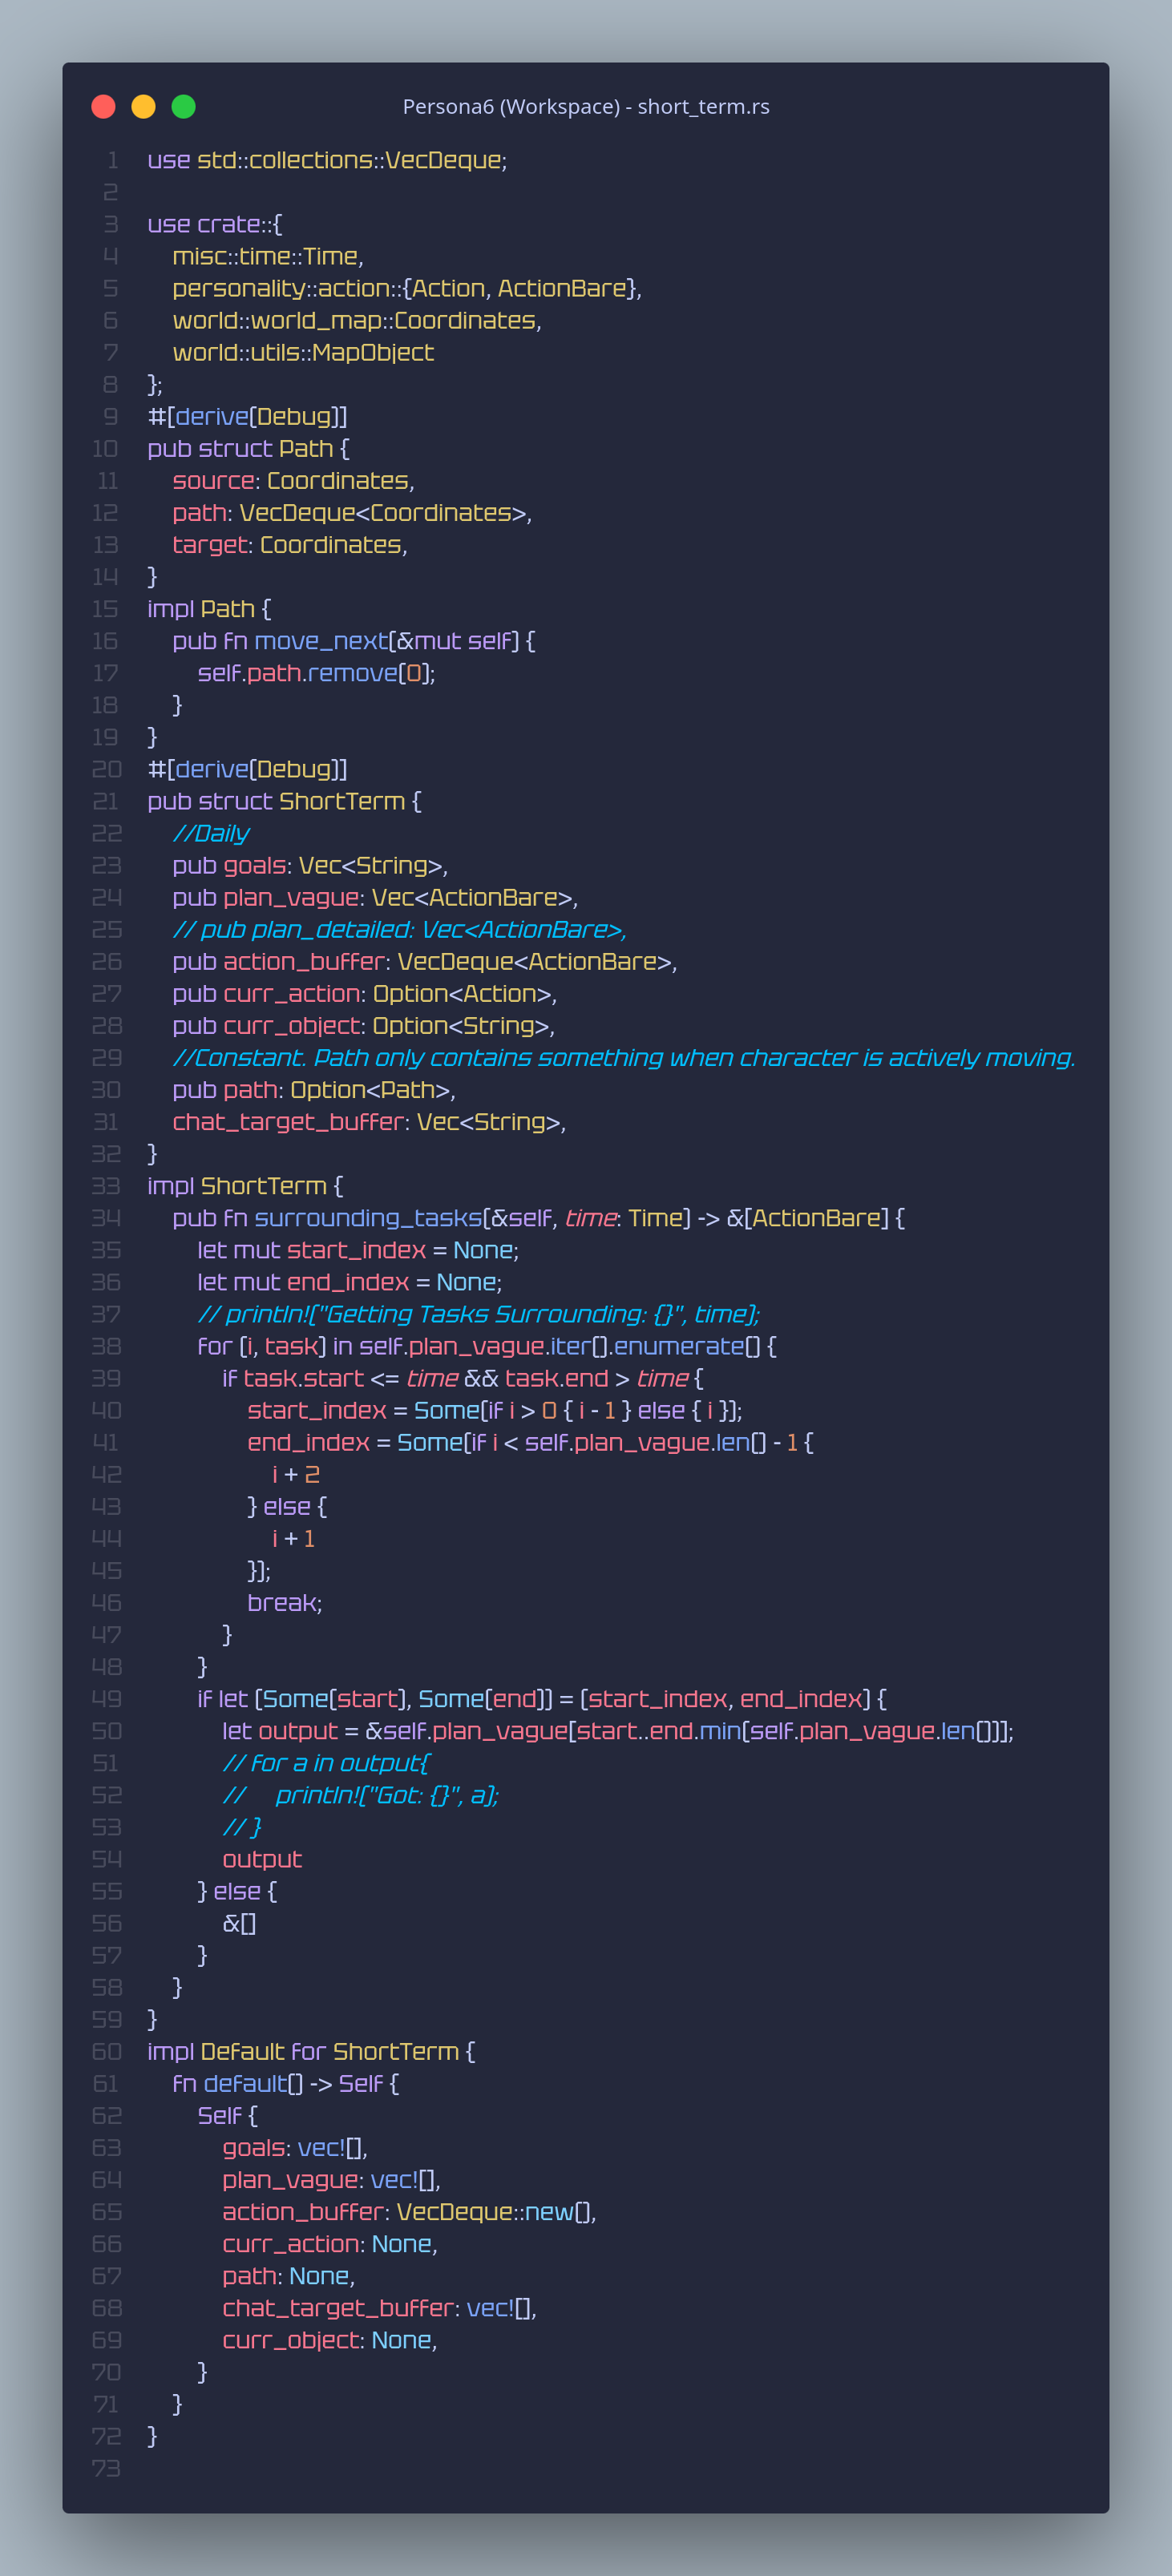 Persona6 (Workspace) - short_term.rs
1 use std::collections::VecDeque;
2
3 use crate::{
4     misc::time::Time,
5     personality::action::{Action, ActionBare},
6     world::world_map::Coordinates,
7     world::utils::MapObject
8 };
9 #[derive(Debug)]
10 pub struct Path {
11     source: Coordinates,
12     path: VecDeque<Coordinates>,
13     target: Coordinates,
14 }
15 impl Path {
16     pub fn move_next(&mut self) {
17         self.path.remove(0);
18     }
19 }
20 #[derive(Debug)]
21 pub struct ShortTerm {
22     //Daily
23     pub goals: Vec<String>,
24     pub plan_vague: Vec<ActionBare>,
25     // pub plan_detailed: Vec<ActionBare>,
26     pub action_buffer: VecDeque<ActionBare>,
27     pub curr_action: Option<Action>,
28     pub curr_object: Option<String>,
29     //Constant. Path only contains something when character is actively moving.
30     pub path: Option<Path>,
31     chat_target_buffer: Vec<String>,
32 }
33 impl ShortTerm {
34     pub fn surrounding_tasks(&self, time: Time) -> &[ActionBare] {
35         let mut start_index = None;
36         let mut end_index = None;
37         // println!("Getting Tasks Surrounding: {}", time);
38         for (i, task) in self.plan_vague.iter().enumerate() {
39             if task.start <= time && task.end > time {
40                 start_index = Some(if i > 0 { i - 1 } else { i });
41                 end_index = Some(if i < self.plan_vague.len() - 1 {
42                     i + 2
43                 } else {
44                     i + 1
45                 });
46                 break;
47             }
48         }
49         if let (Some(start), Some(end)) = (start_index, end_index) {
50             let output = &self.plan_vague[start..end.min(self.plan_vague.len())];
51             // for a in output{
52             //     println!("Got: {}", a);
53             // }
54             output
55         } else {
56             &[]
57         }
58     }
59 }
60 impl Default for ShortTerm {
61     fn default() -> Self {
62         Self {
63             goals: vec![],
64             plan_vague: vec![],
65             action_buffer: VecDeque::new(),
66             curr_action: None,
67             path: None,
68             chat_target_buffer: vec![],
69             curr_object: None,
70         }
71     }
72 }
73